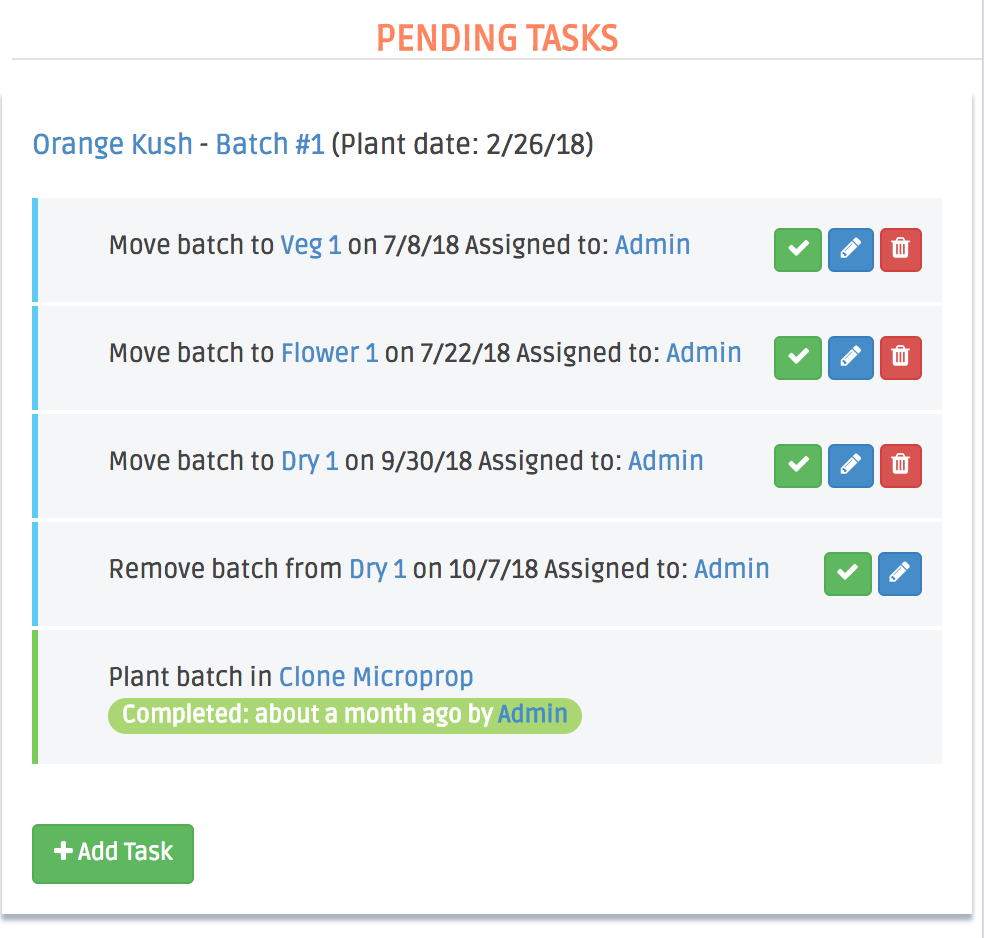 PENDING TASKS
Orange Kush - Batch #1 (Plant date: 2/26/18)
Move batch to Veg 1 on 7/8/18 Assigned to: Admin
Move batch to Flower 1 on 7/22/18 Assigned to: Admin
Move batch to Dry 1 on 9/30/18 Assigned to: Admin
Remove batch from Dry 1 on 10/7/18 Assigned to: Admin
Plant batch in Clone Microprop
Completed: about a month ago by Admin
Add Task